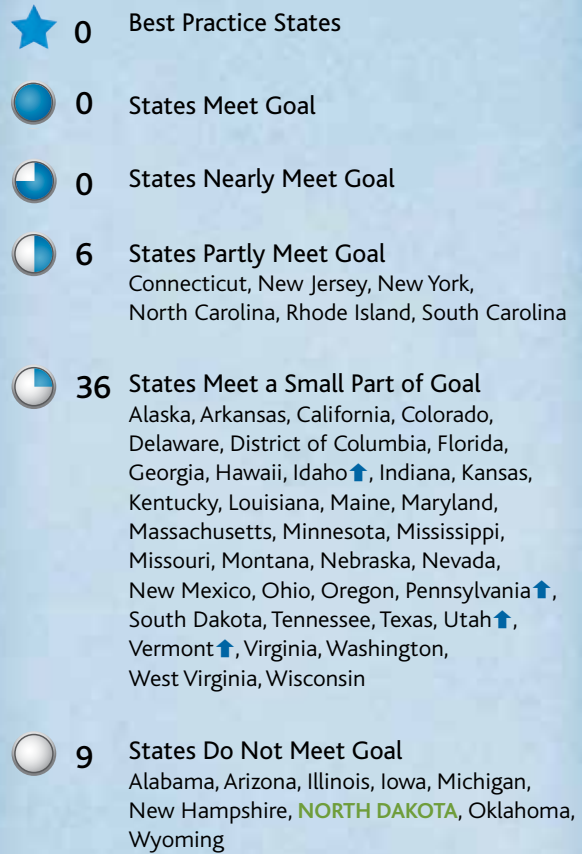 0 Best Practice States
0 States Meet Goal
0 States Nearly Meet Goal
6 States Partly Meet Goal
Connecticut, New Jersey, New York,
North Carolina, Rhode Island, South Carolina
36 States Meet a Small Part of Goal
Alaska, Arkansas, California, Colorado,
Delaware, District of Columbia, Florida,
Georgia, Hawaii, Idaho⬆, Indiana, Kansas,
Kentucky, Louisiana, Maine, Maryland,
Massachusetts, Minnesota, Mississippi,
Missouri, Montana, Nebraska, Nevada,
New Mexico, Ohio, Oregon, Pennsylvania⬆,
South Dakota, Tennessee, Texas, Utah⬆,
Vermont⬆, Virginia, Washington,
West Virginia, Wisconsin
9 States Do Not Meet Goal
Alabama, Arizona, Illinois, Iowa, Michigan,
New Hampshire, NORTH DAKOTA, Oklahoma,
Wyoming